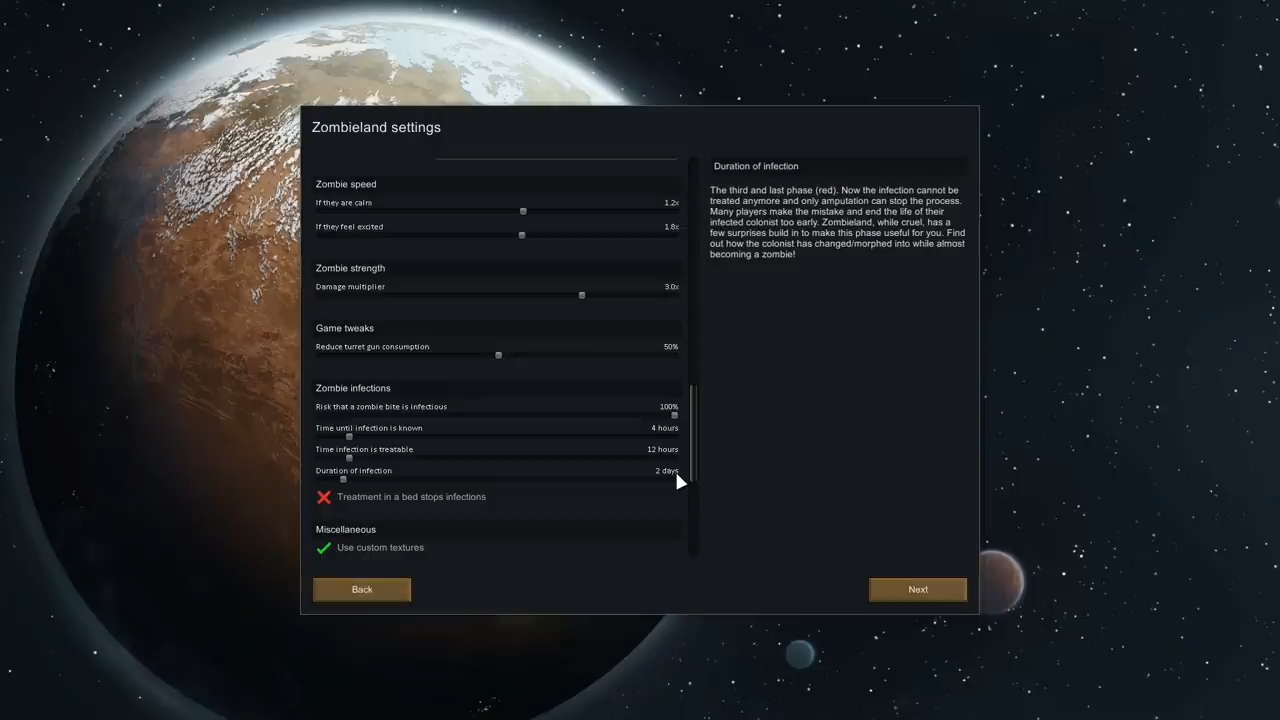 Zombieland settings
Zombie speed
If they are calm 1.2x
If they feel excited 1.8x
Zombie strength
Damage multiplier 3.0x
Game tweaks
Reduce turret gun consumption 50%
Zombie infections
Risk that a zombie bite is infectious 100%
Time until infection is known 4 hours
Time infection is treatable 12 hours
Duration of infection 2 days
Treatment in a bed stops infections
Miscellaneous
Use custom textures
Duration of infection
The third and last phase (red). Now the infection cannot be
treated anymore and only amputation can stop the process.
Many players make the mistake and end the life of their
infected colonist too early. Zombieland, while cruel, has a
few surprises build in to make this phase useful for you. Find
out how the colonist has changed/morphed into while almost
becoming a zombie!
Back
Next